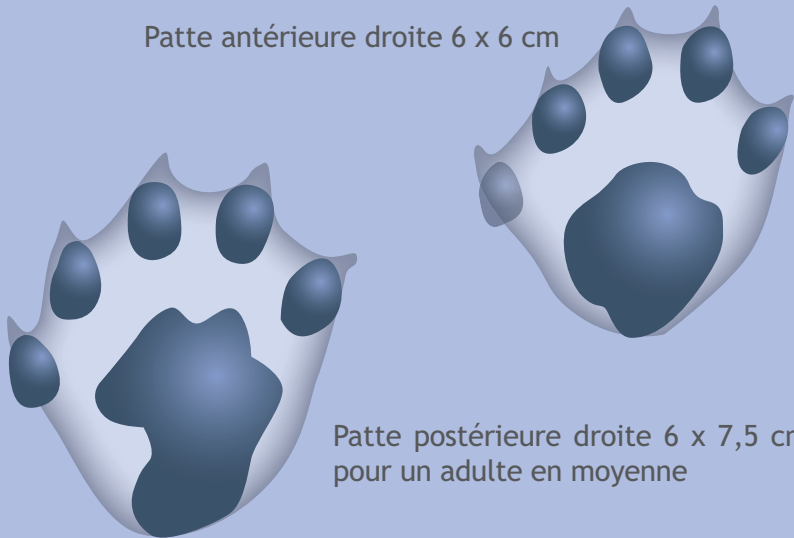 Patte antérieure droite 6 x 6 cm
Patte postérieure droite 6 x 7,5 cm
pour un adulte en moyenne